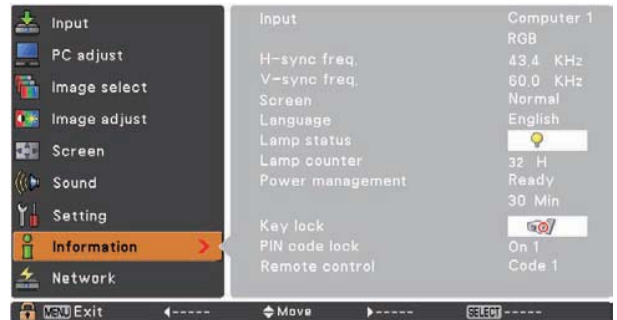 Input
PC adjust
Image select
Image adjust
Screen
Sound
Setting
Information
Network
Input Computer 1
RGB
H-sync freq. 43.4 KHz
V-sync freq. 60.0 KHz
Screen Normal
Language English
Lamp status
Lamp counter 32 H
Power management Ready
30 Min
Key lock
PIN code lock On 1
Remote control Code 1
MENU Exit ◀----- Move ▶----- SELECT -----